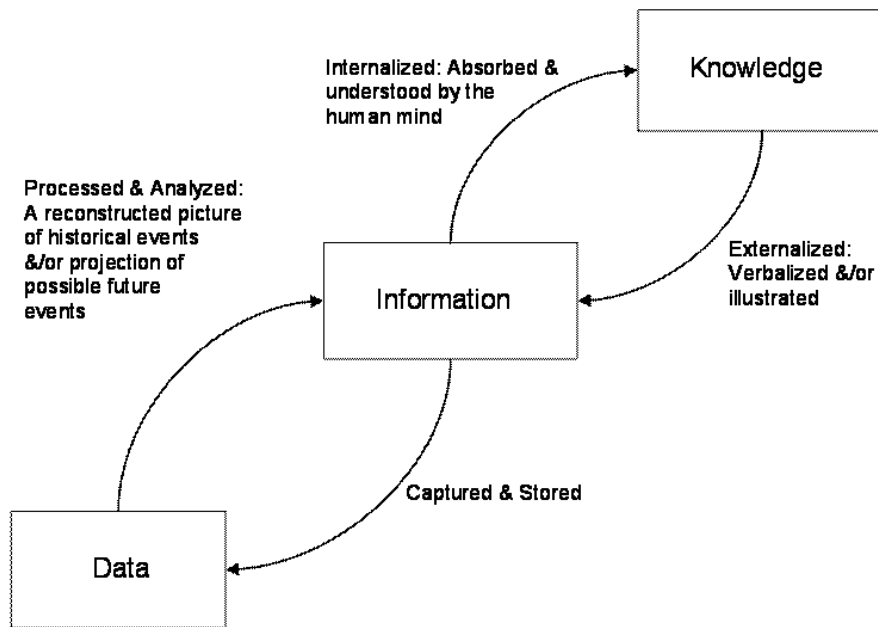 Knowledge
Internalized: Absorbed &
understood by the
human mind
Processed & Analyzed:
A reconstructed picture
of historical events
&/or projection of
possible future
events
Externalized:
Verbalized &/or
illustrated
Information
Captured & Stored
Data